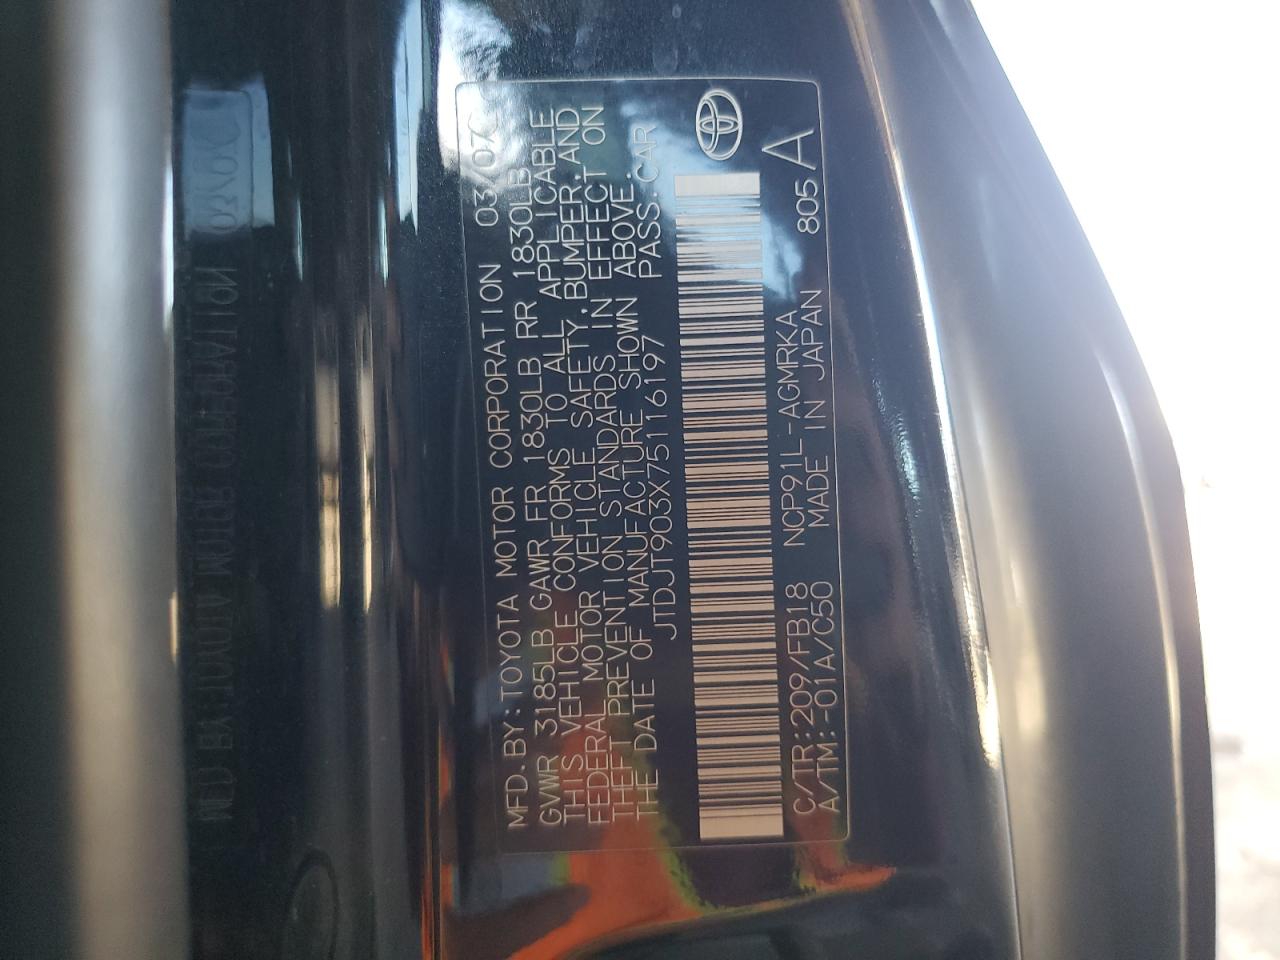 MFD.BY:TOYOTA MOTOR CORPORATION 03/07
GVWR 3185LB GAWR FR 1830LB RR 1830LB
THIS VEHICLE CONFORMS TO ALL APPLICABLE
FEDERAL MOTOR VEHICLE SAFETY,BUMPER,AND
THEFT PREVENTION STANDARDS IN EFFECT ON
THE DATE OF MANUFACTURE SHOWN ABOVE.
JTDJT903X75116197 PASS.CAR
C/TR:209/FB18 NCP91L-AGMRKA 805 A
A/TM:-01A/C50 MADE IN JAPAN